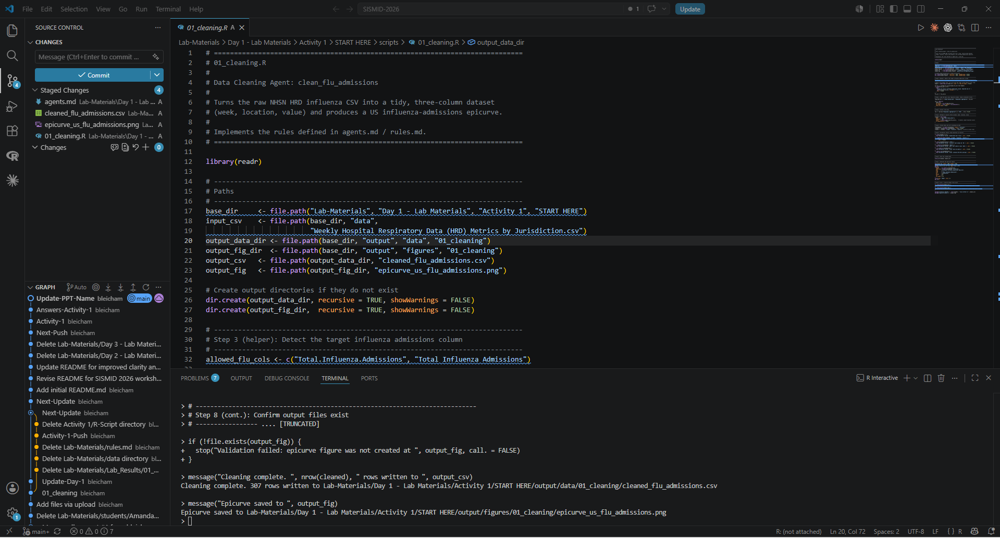 File Edit Selection View Go Run Terminal Help
SISMID-2026
1
Update
SOURCE CONTROL
CHANGES
Message (Ctrl+Enter to commit ...
Commit
Staged Changes 4
agents.md Lab-Materials\Day 1 - Lab ... A
cleaned_flu_admissions.csv Lab-Ma... A
epicurve_us_flu_admissions.png La... A
01_cleaning.R Lab-Materials\Day 1 - ... A
Changes 0
4
1
GRAPH Auto
Update-PPT-Name bleicham main
Answers-Activity-1 bleicham
Activity-1 bleicham
Next-Push bleicham
Delete Lab-Materials/Day 3 - Lab Materi...
Delete Lab-Materials/Day 2 - Lab Materi...
Update README for improved clarity an...
Revise README for SISMID 2026 worksh...
Add initial README.md bleicham
Next-Update bleicham
Next-Update bleicham
Delete Activity 1/R-Script directory bl...
Activity-1-Push bleicham
Delete Lab-Materials/rules.md bleicham
Delete Lab-Materials/data directory bl...
Delete Lab-Materials/Lab_Results/01_...
Update-Day-1 bleicham
01_cleaning bleicham
Add files via upload bleicham
Delete Lab-Materials/students/Amanda...
01_cleaning.R A
Lab-Materials > Day 1 - Lab Materials > Activity 1 > START HERE > scripts > 01_cleaning.R > output_data_dir
1 # =============================================================================
2 # 01_cleaning.R
3 #
4 # Data Cleaning Agent: clean_flu_admissions
5 #
6 # Turns the raw NHSN HRD influenza CSV into a tidy, three-column dataset
7 # (week, location, value) and produces a US influenza-admissions epicurve.
8 #
9 # Implements the rules defined in agents.md / rules.md.
10 # =============================================================================
11
12 library(readr)
13
14 # -----------------------------------------------------------------------------
15 # Paths
16 # -----------------------------------------------------------------------------
17 base_dir     <- file.path("Lab-Materials", "Day 1 - Lab Materials", "Activity 1", "START HERE")
18 input_csv    <- file.path(base_dir, "data",
19                           "Weekly Hospital Respiratory Data (HRD) Metrics by Jurisdiction.csv")
20 output_data_dir <- file.path(base_dir, "output", "data", "01_cleaning")
21 output_fig_dir  <- file.path(base_dir, "output", "figures", "01_cleaning")
22 output_csv   <- file.path(output_data_dir, "cleaned_flu_admissions.csv")
23 output_fig   <- file.path(output_fig_dir, "epicurve_us_flu_admissions.png")
24
25 # Create output directories if they do not exist
26 dir.create(output_data_dir, recursive = TRUE, showWarnings = FALSE)
27 dir.create(output_fig_dir,  recursive = TRUE, showWarnings = FALSE)
28
29 # -----------------------------------------------------------------------------
30 # Step 3 (helper): Detect the target influenza admissions column
31 # -----------------------------------------------------------------------------
32 allowed_flu_cols <- c("Total.Influenza.Admissions", "Total Influenza Admissions")
PROBLEMS 7 OUTPUT DEBUG CONSOLE TERMINAL PORTS
R Interactive
> # -----------------------------------------------------------------------------
> # Step 8 (cont.): Confirm output files exist
> # ----------------- .... [TRUNCATED]
> if (!file.exists(output_fig)) {
+   stop("Validation failed: epicurve figure was not created at ", output_fig, call. = FALSE)
+ }
> message("Cleaning complete. ", nrow(cleaned), " rows written to ", output_csv)
Cleaning complete. 307 rows written to Lab-Materials/Day 1 - Lab Materials/Activity 1/START HERE/output/data/01_cleaning/cleaned_flu_admissions.csv
> message("Epicurve saved to ", output_fig)
Epicurve saved to Lab-Materials/Day 1 - Lab Materials/Activity 1/START HERE/output/figures/01_cleaning/epicurve_us_flu_admissions.png
>
main+ 0 0 7
R: (not attached) Ln 20, Col 72 Spaces: 2 UTF-8 LF { } R